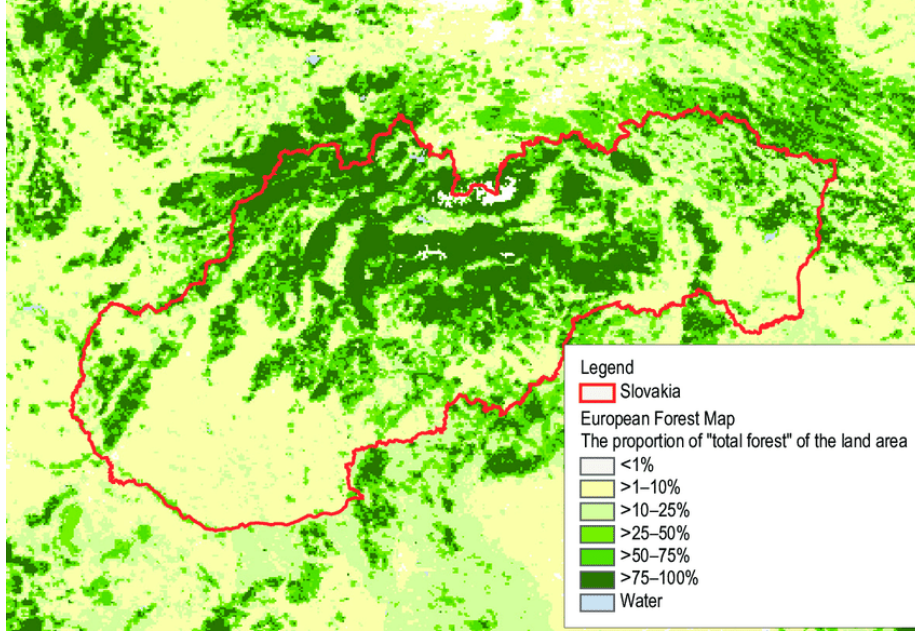 Legend
Slovakia
European Forest Map
The proportion of "total forest" of the land area
<1%
>1–10%
>10–25%
>25–50%
>50–75%
>75–100%
Water